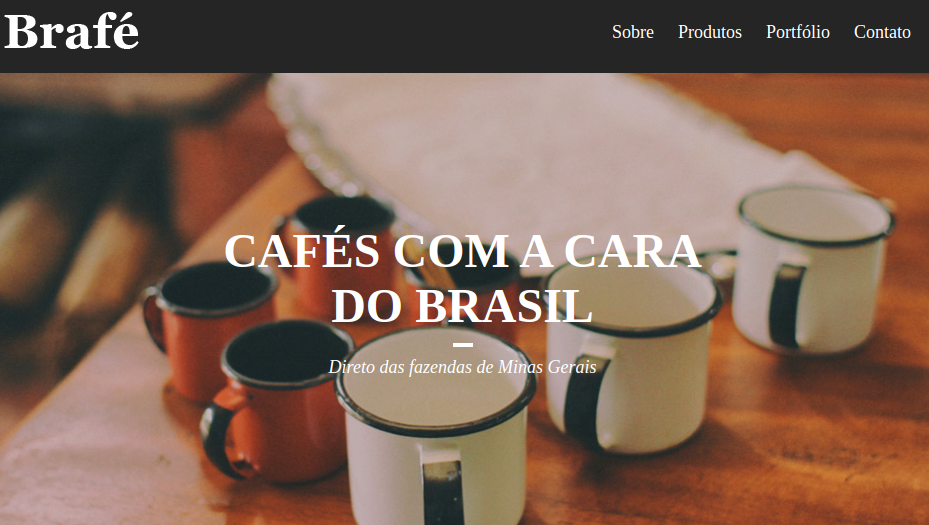 Brafé
Sobre Produtos Portfólio Contato
CAFÉS COM A CARA
DO BRASIL
Direto das fazendas de Minas Gerais